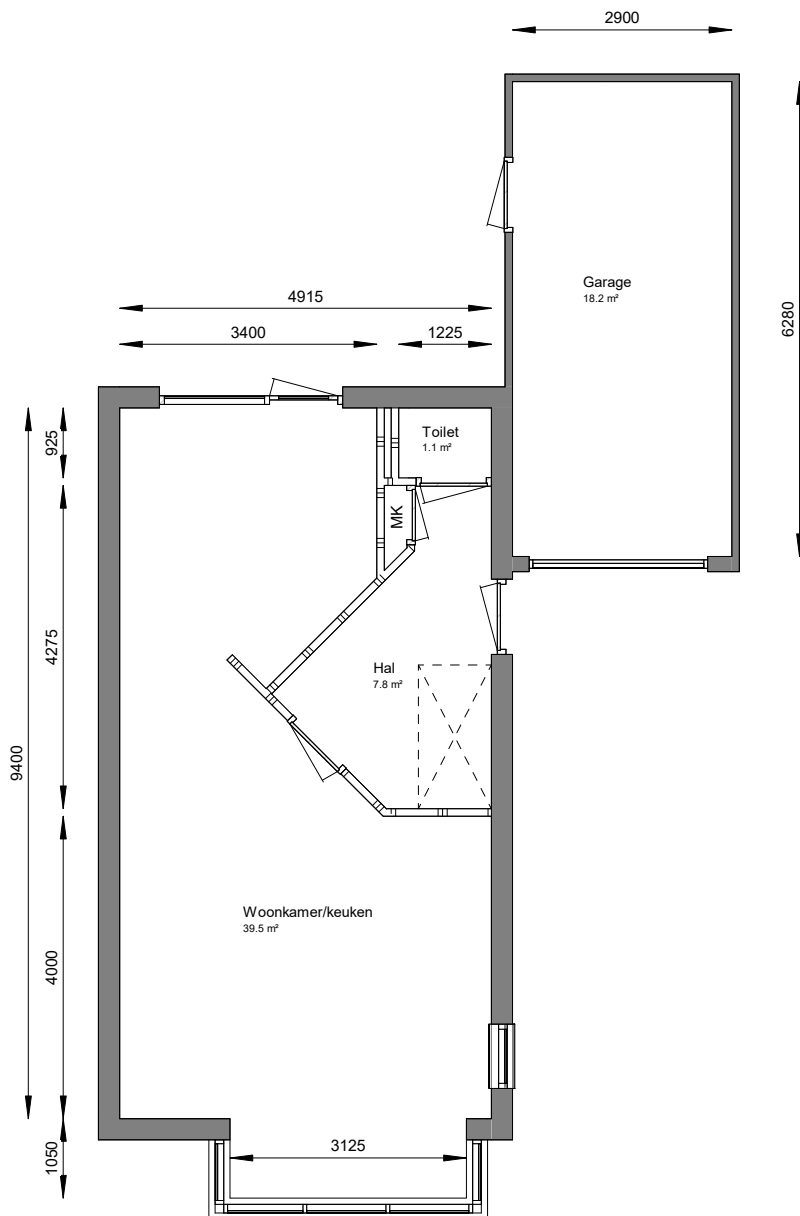 2900
Garage
18.2 m²
6280
4915
3400
1225
925
Toilet
1.1 m²
MK
4275
Hal
7.8 m²
9400
Woonkamer/keuken
39.5 m²
4000
3125
1050